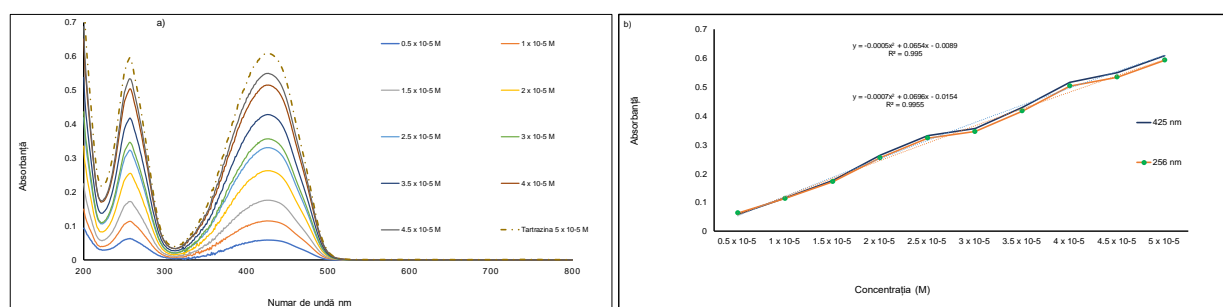 a)
Absorbanță
0.7
0.6
0.5
0.4
0.3
0.2
0.1
0
200 300 400 500 600 700 800
Numar de undă nm
0.5 x 10-5 M
1 x 10-5 M
1.5 x 10-5 M
2 x 10-5 M
2.5 x 10-5 M
3 x 10-5 M
3.5 x 10-5 M
4 x 10-5 M
4.5 x 10-5 M
Tartrazina 5 x 10-5 M
b)
Absorbanță
0.7
0.6
0.5
0.4
0.3
0.2
0.1
0
y = -0.0005x² + 0.0654x - 0.0089
R² = 0.995
y = -0.0007x² + 0.0696x - 0.0154
R² = 0.9955
425 nm
256 nm
0.5 x 10-5 1 x 10-5 1.5 x 10-5 2 x 10-5 2.5 x 10-5 3 x 10-5 3.5 x 10-5 4 x 10-5 4.5 x 10-5 5 x 10-5
Concentrația (M)